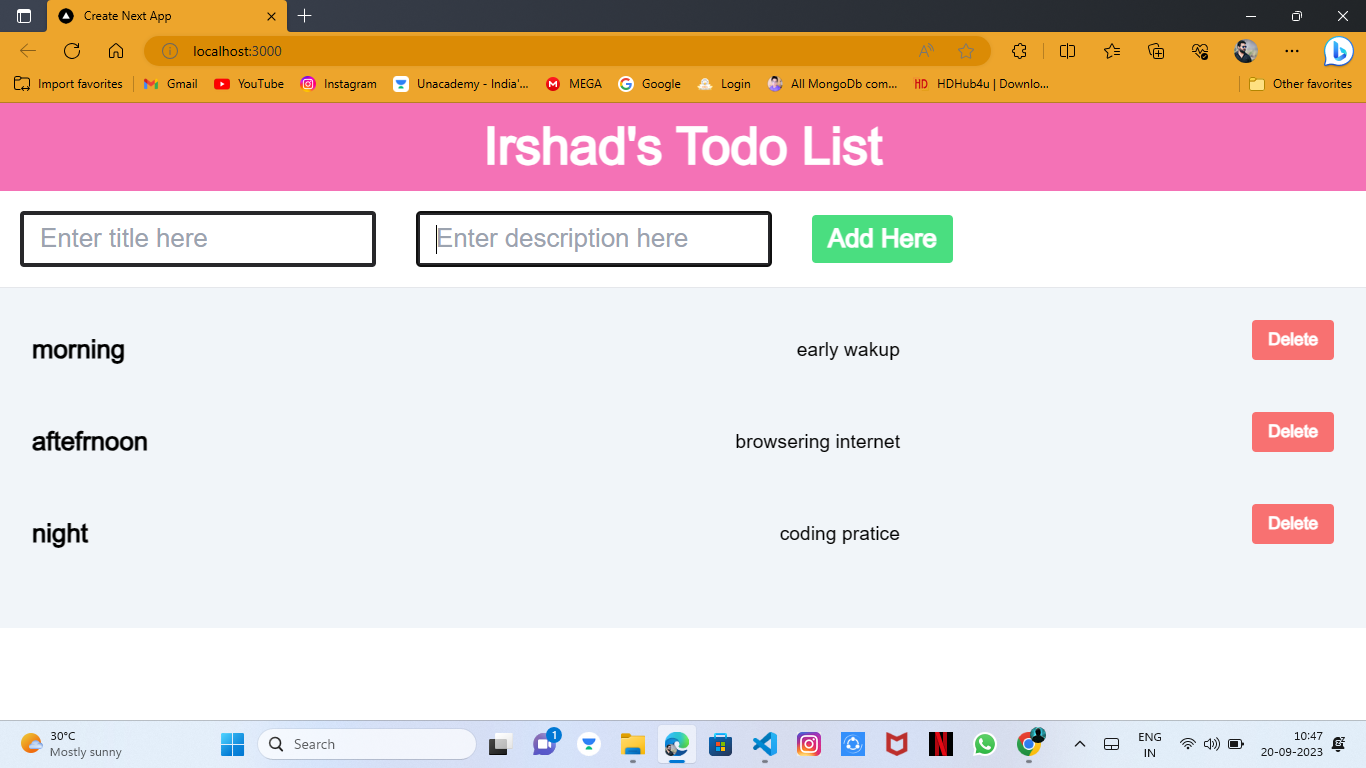 Create Next App
localhost:3000
Import favorites Gmail YouTube Instagram Unacademy - India'... MEGA Google Login All MongoDb com... HD HDHub4u | Downlo... Other favorites
Irshad's Todo List
Enter title here Enter description here Add Here
morning early wakup Delete
aftefrnoon browsering internet Delete
night coding pratice Delete
30°C
Mostly sunny
Search
1
ENG
IN
10:47
20-09-2023